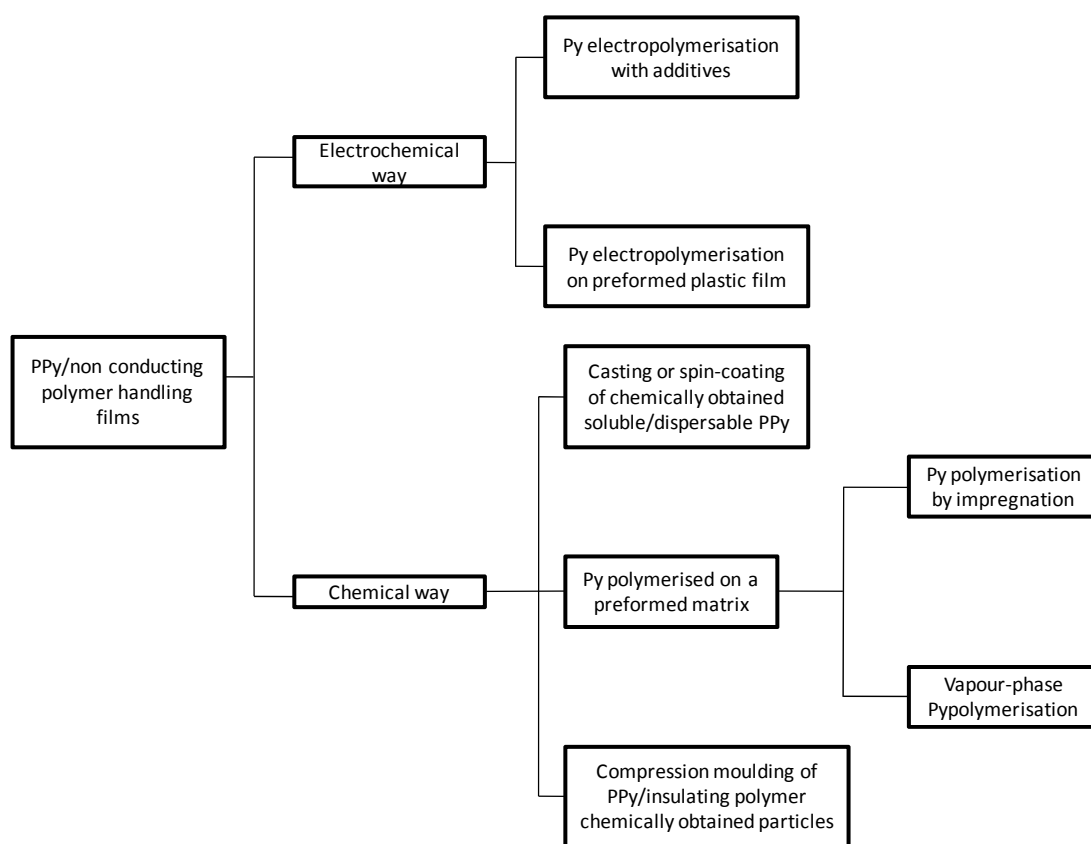 Py electropolymerisation
with additives
Electrochemical
way
Py electropolymerisation
on preformed plastic film
PPy/non conducting
polymer handling
films
Casting or spin-coating
of chemically obtained
soluble/dispersable PPy
Py polymerisation
by impregnation
Chemical way
Py polymerised on a
preformed matrix
Vapour-phase
Pypolymerisation
Compression moulding of
PPy/insulating polymer
chemically obtained particles